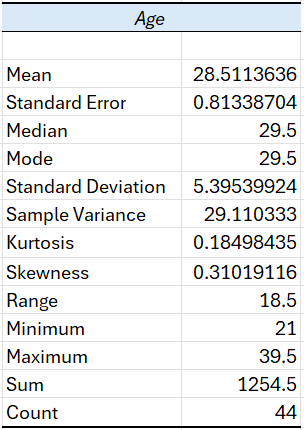 Age
Mean 28.5113636
Standard Error 0.81338704
Median 29.5
Mode 29.5
Standard Deviation 5.39539924
Sample Variance 29.110333
Kurtosis 0.18498435
Skewness 0.31019116
Range 18.5
Minimum 21
Maximum 39.5
Sum 1254.5
Count 44